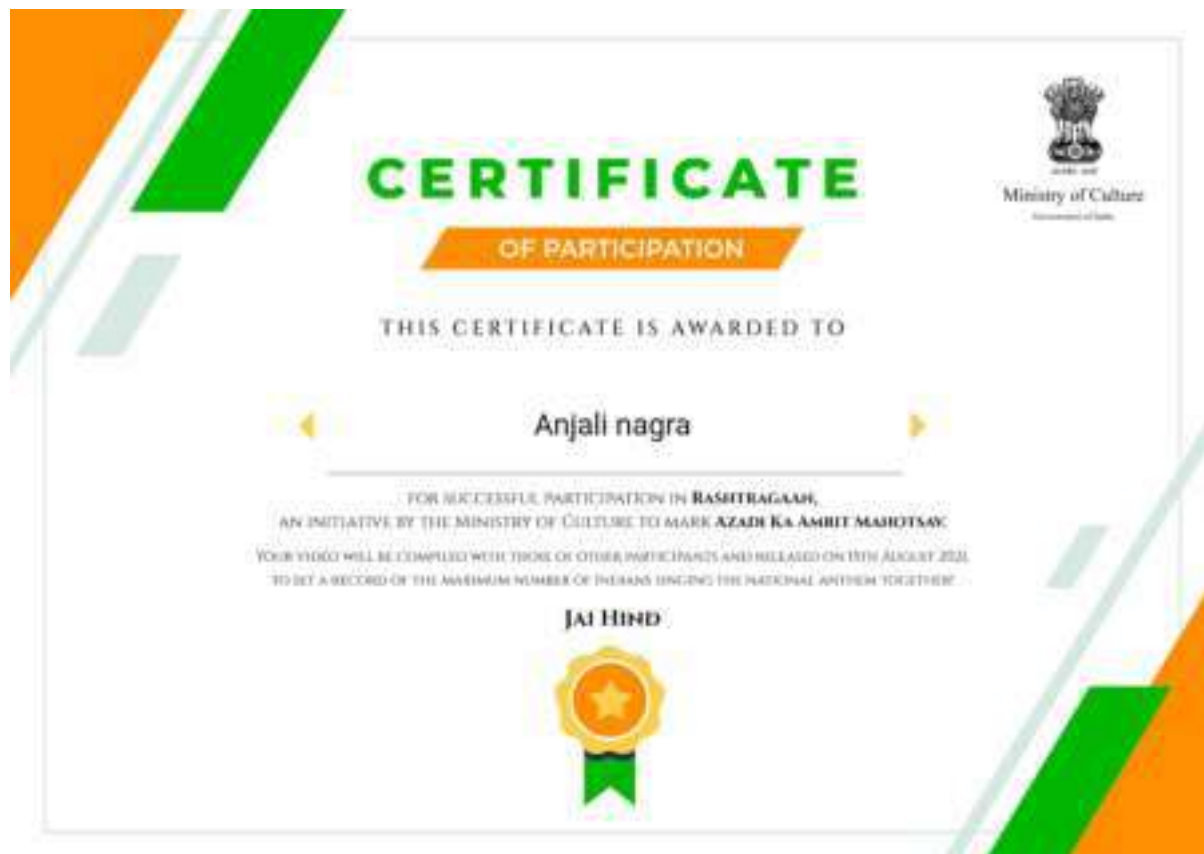 CERTIFICATE
OF PARTICIPATION
Ministry of Culture
Government of India
THIS CERTIFICATE IS AWARDED TO
Anjali nagra
FOR SUCCESSFUL PARTICIPATION IN RASHTRAGAAN,
AN INITIATIVE BY THE MINISTRY OF CULTURE TO MARK AZADI KA AMRIT MAHOTSAV.
YOUR VIDEO WILL BE COMPILED WITH THOSE OF OTHER PARTICIPANTS AND RELEASED ON 15TH AUGUST 2021,
TO SET A RECORD OF THE MAXIMUM NUMBER OF INDIANS SINGING THE NATIONAL ANTHEM TOGETHER!
JAI HIND